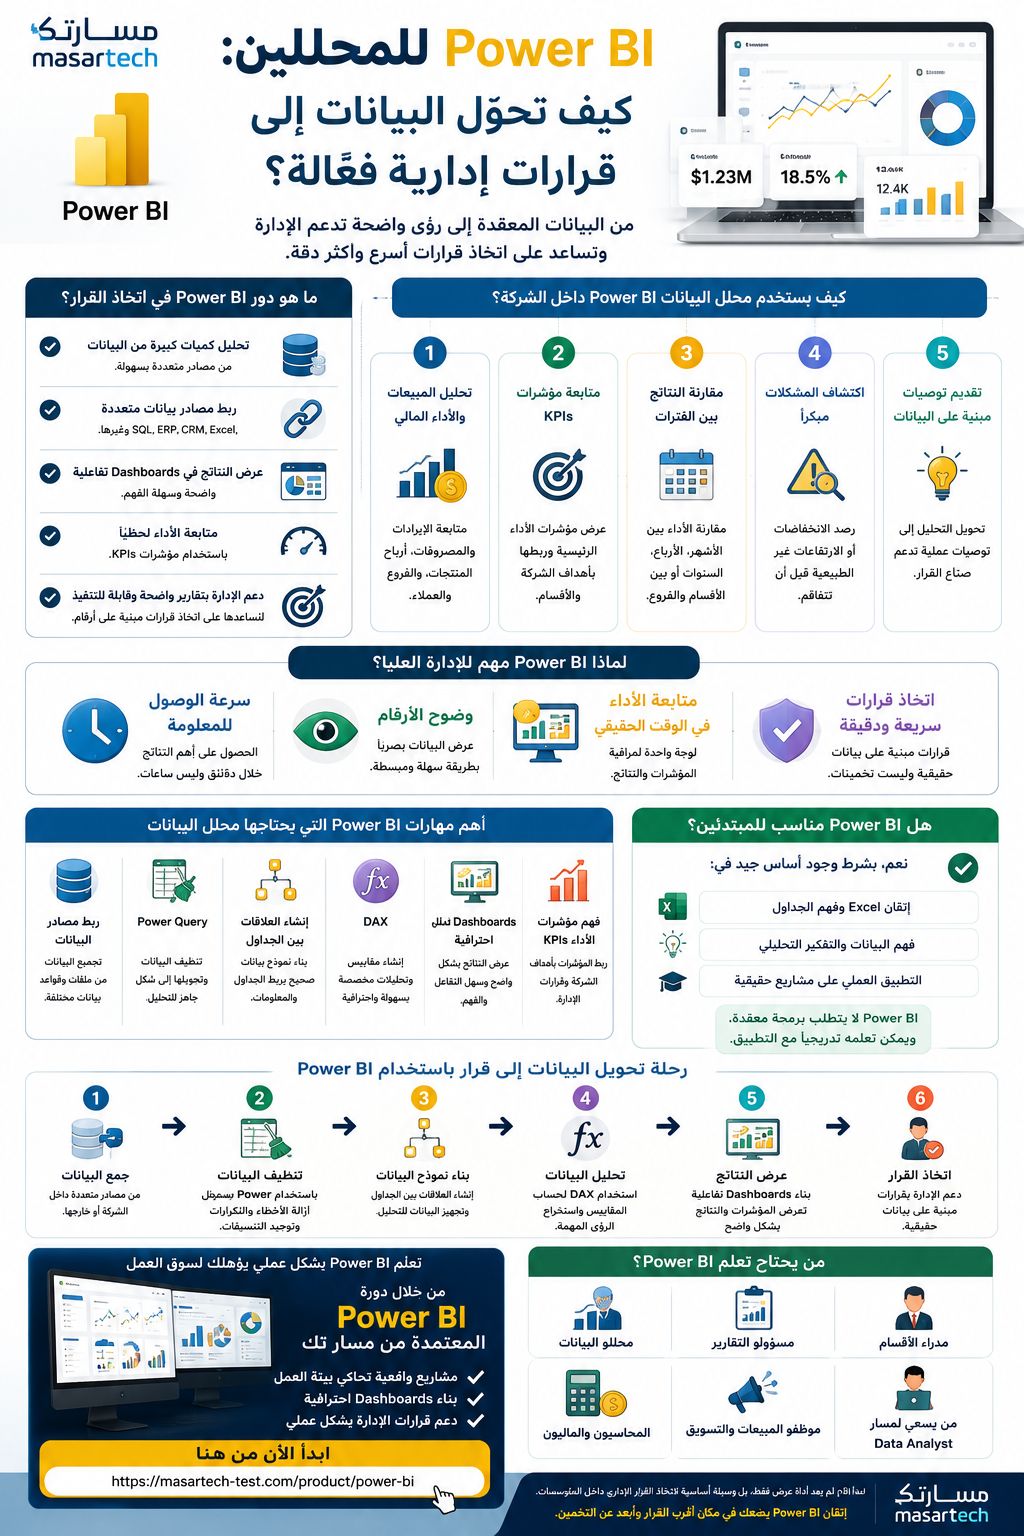 مسارتك
masartech
Power BI
Power BI للمحللين:
كيف تحوّل البيانات إلى
قرارات إدارية فعَّالة؟
من البيانات المعقدة إلى رؤى واضحة تدعم الإدارة
وتساعد على اتخاذ قرارات أسرع وأكثر دقة.
$1.23M
18.5%
12.4K
كيف يستخدم محلل البيانات Power BI داخل الشركة؟
1
تحليل المبيعات
والأداء المالي
متابعة الإيرادات
والمصروفات، أرباح
المنتجات، والفروع
والعملاء.
2
متابعة مؤشرات
KPIs
عرض مؤشرات الأداء
الرئيسية وربطها
بأهداف الشركة
والأقسام.
3
مقارنة النتائج
بين الفترات
مقارنة الأداء بين
الأشهر، الأرباع،
السنوات أو بين
الأقسام والفروع.
4
اكتشاف المشكلات
مبكراً
رصد الانخفاضات
أو الارتفاعات غير
الطبيعية قبل أن
تتفاقم.
5
تقديم توصيات
مبنية على البيانات
تحويل التحليل إلى
توصيات عملية تدعم
صناع القرار.
ما هو دور Power BI في اتخاذ القرار؟
تحليل كميات كبيرة من البيانات
من مصادر متعددة بسهولة.
ربط مصادر بيانات متعددة
SQL, ERP, CRM, Excel, وغيرها.
عرض النتائج في Dashboards تفاعلية
واضحة وسهلة الفهم.
متابعة الأداء لحظياً
باستخدام مؤشرات KPIs.
دعم الإدارة بتقارير واضحة وقابلة للتنفيذ
لتساعدها على اتخاذ قرارات مبنية على أرقام.
لماذا Power BI مهم للإدارة العليا؟
اتخاذ قرارات
سريعة ودقيقة
قرارات مبنية على بيانات
حقيقية وليست تخمينات.
متابعة الأداء
في الوقت الحقيقي
لوحة واحدة لمراقبة
المؤشرات والنتائج.
وضوح الأرقام
عرض البيانات بصرياً
بطريقة سهلة ومبسطة.
سرعة الوصول
للمعلومة
الحصول على أهم النتائج
خلال وليس ساعات.
هل Power BI مناسب للمبتدئين؟
نعم، بشرط وجود أساس جيد في:
إتقان Excel وفهم الجداول
فهم البيانات والتفكير التحليلي
التطبيق العملي على مشاريع حقيقية
Power BI لا يتطلب برمجة معقدة.
ويمكن تعلمه تدريجياً مع التطبيق.
أهم مهارات Power BI التي يحتاجها محلل البيانات
فهم مؤشرات
الأداء KPIs
ربط المؤشرات بأهداف
الشركة وقرارات
الإدارة.
Dashboards
احترافية
عرض النتائج بشكل
واضح وسهل التفاعل
والفهم.
fx
DAX
إنشاء مقاييس
وتحليلات مخصصة
بسهولة واحترافية
إنشاء العلاقات
بين الجداول
بناء نموذج بيانات
صحيح يربط الجداول
والمعلومات.
Power Query
تنظيف البيانات
وتحويلها إلى شكل
جاهز للتحليل.
ربط مصادر
البيانات
تجميع البيانات
من ملفات وقواعد
بيانات مختلفة.
رحلة تحويل البيانات إلى قرار باستخدام Power BI
1
جمع البيانات
من مصادر متعددة داخل
الشركة أو خارجها.
2
تنظيف البيانات
باستخدام Power
أزالة الأخطاء والتكرارات
وتوحيد التنسيقات.
3
بناء نموذج البيانات
إنشاء العلاقات بين الجداول
وتجهيز البيانات للتحليل.
4
fx
تحليل البيانات
استخدام DAX لحساب
المقاييس واستخراج
الرؤى المهمة.
5
عرض النتائج
بناء Dashboards تفاعلية
تعرض المؤشرات والنتائج
بشكل واضح
6
اتخاذ القرار
دعم الإدارة بقرارات
مبنية على بيانات
حقيقية.
من يحتاج تعلم Power BI؟
مدراء الأقسام
مسؤولو التقارير
محللو البيانات
من يسعى لمسار
Data Analyst
موظفو المبيعات والتسويق
المحاسبون والماليون
تعلم Power BI بشكل عملي يؤهلك لسوق العمل
من خلال دورة
Power BI
المعتمدة من مسار تك
مشاريع واقعية تحاكي بيئة العمل
بناء Dashboards احترافية
دعم قرارات الإدارة بشكل عملي
ابدأ الأن من هنا
https://masartech-test.com/product/power-bi
لم يعد أداة عرض فقط، بل وسيلة أساسية لاتخاذ القرار الإداري داخل المؤسسات.
إتقان Power BI يضعك في مكان أقرب القرار وأبعد عن التخمين.
مسارتك
masartech